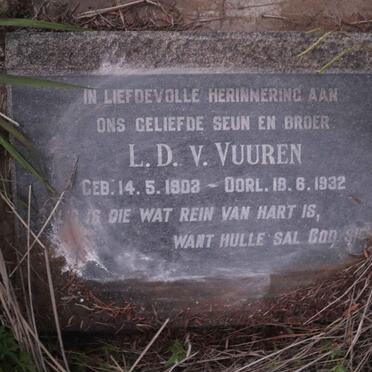 IN LIEFDEVOLLE HERINNERING AAN
ONS GELIEFDE SEUN EN BROER
L. D. v. VUUREN
GEB. 14. 5. 1903 – OORL. 18. 6. 1932
IS DIE WAT REIN VAN HART IS,
WANT HULLE SAL GOD